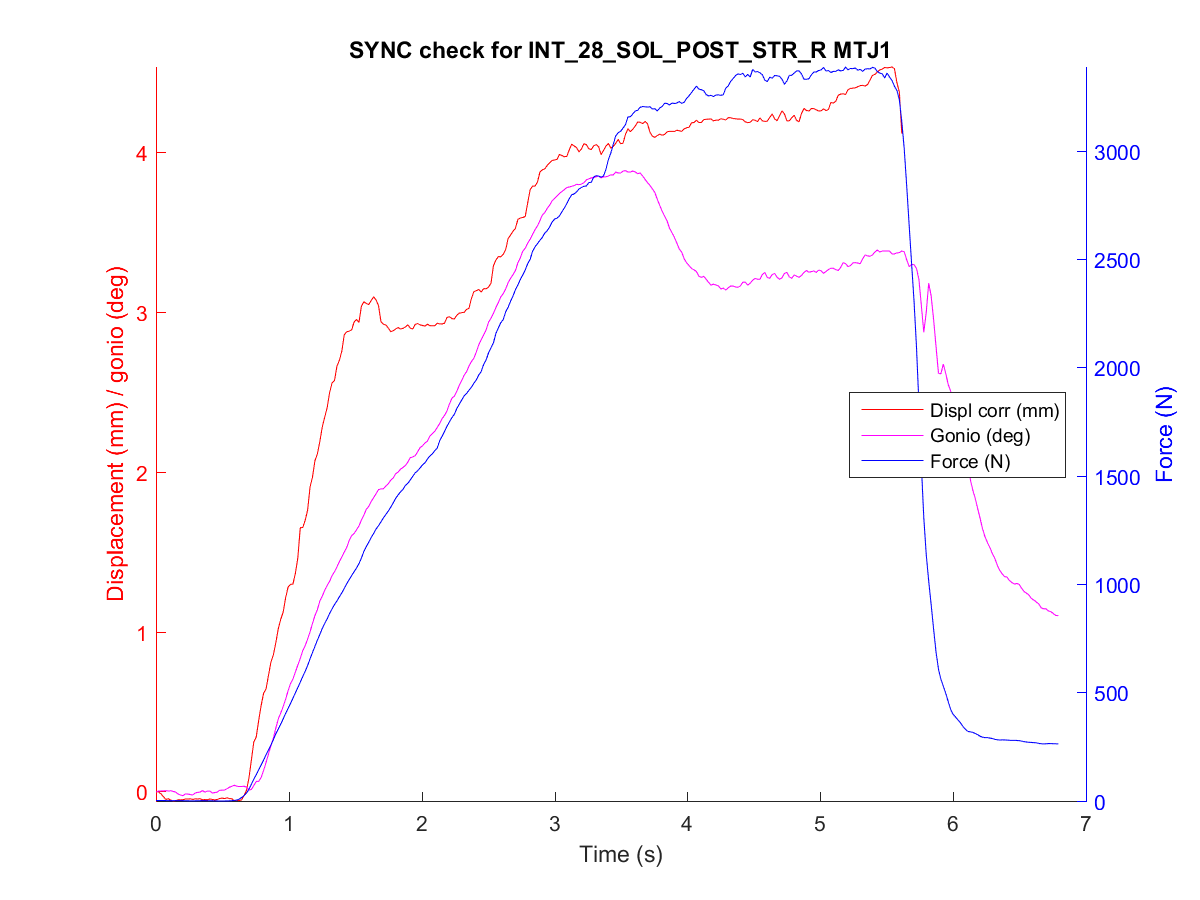 SYNC check for INT_28_SOL_POST_STR_R MTJ1
Displacement (mm) / gonio (deg)
4
3
2
1
0
3000
2500
2000
1500
1000
500
0
Force (N)
Displ corr (mm)
Gonio (deg)
Force (N)
0 1 2 3 4 5 6 7
Time (s)